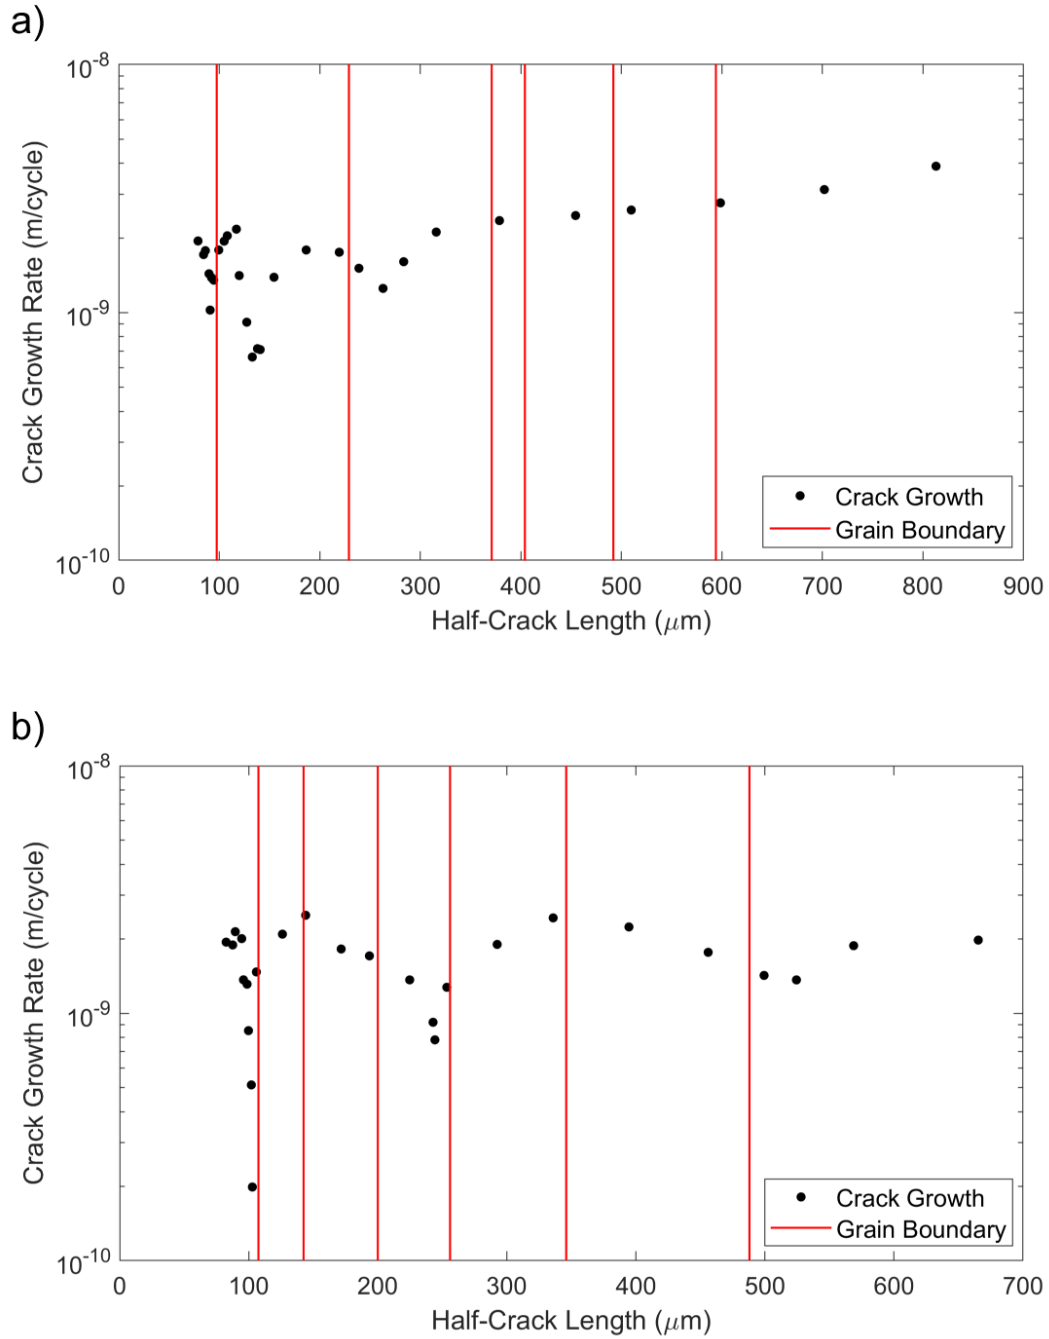 a)
10^-8
10^-9
10^-10
Crack Growth Rate (m/cycle)
Crack Growth
Grain Boundary
0 100 200 300 400 500 600 700 800 900
Half-Crack Length (μm)
b)
10^-8
10^-9
10^-10
Crack Growth Rate (m/cycle)
Crack Growth
Grain Boundary
0 100 200 300 400 500 600 700
Half-Crack Length (μm)